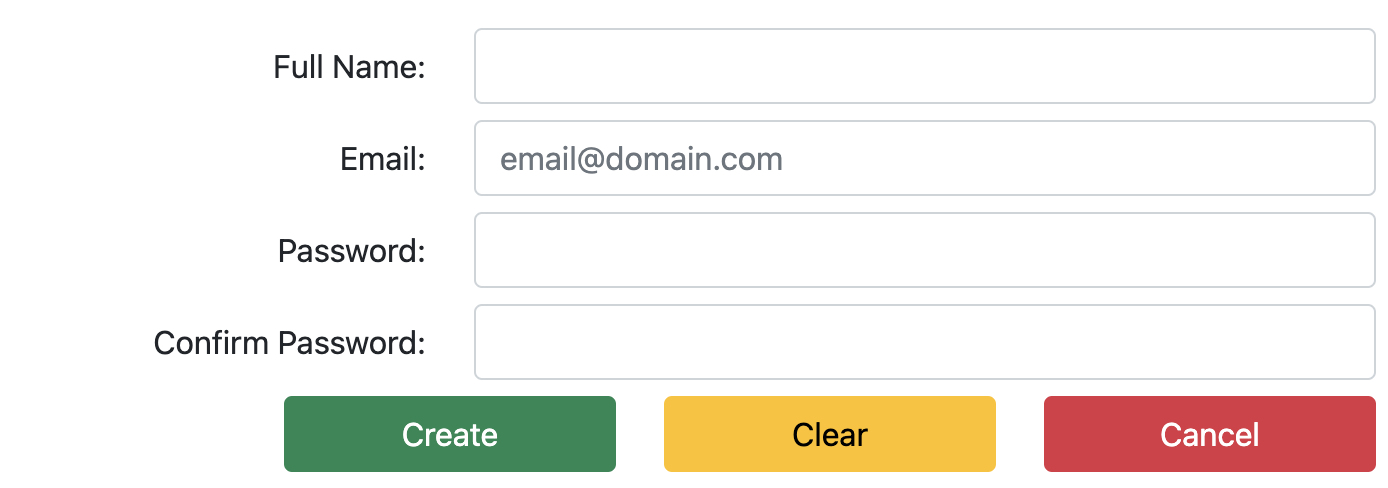 Full Name:
Email: email@domain.com
Password:
Confirm Password:
Create Clear Cancel